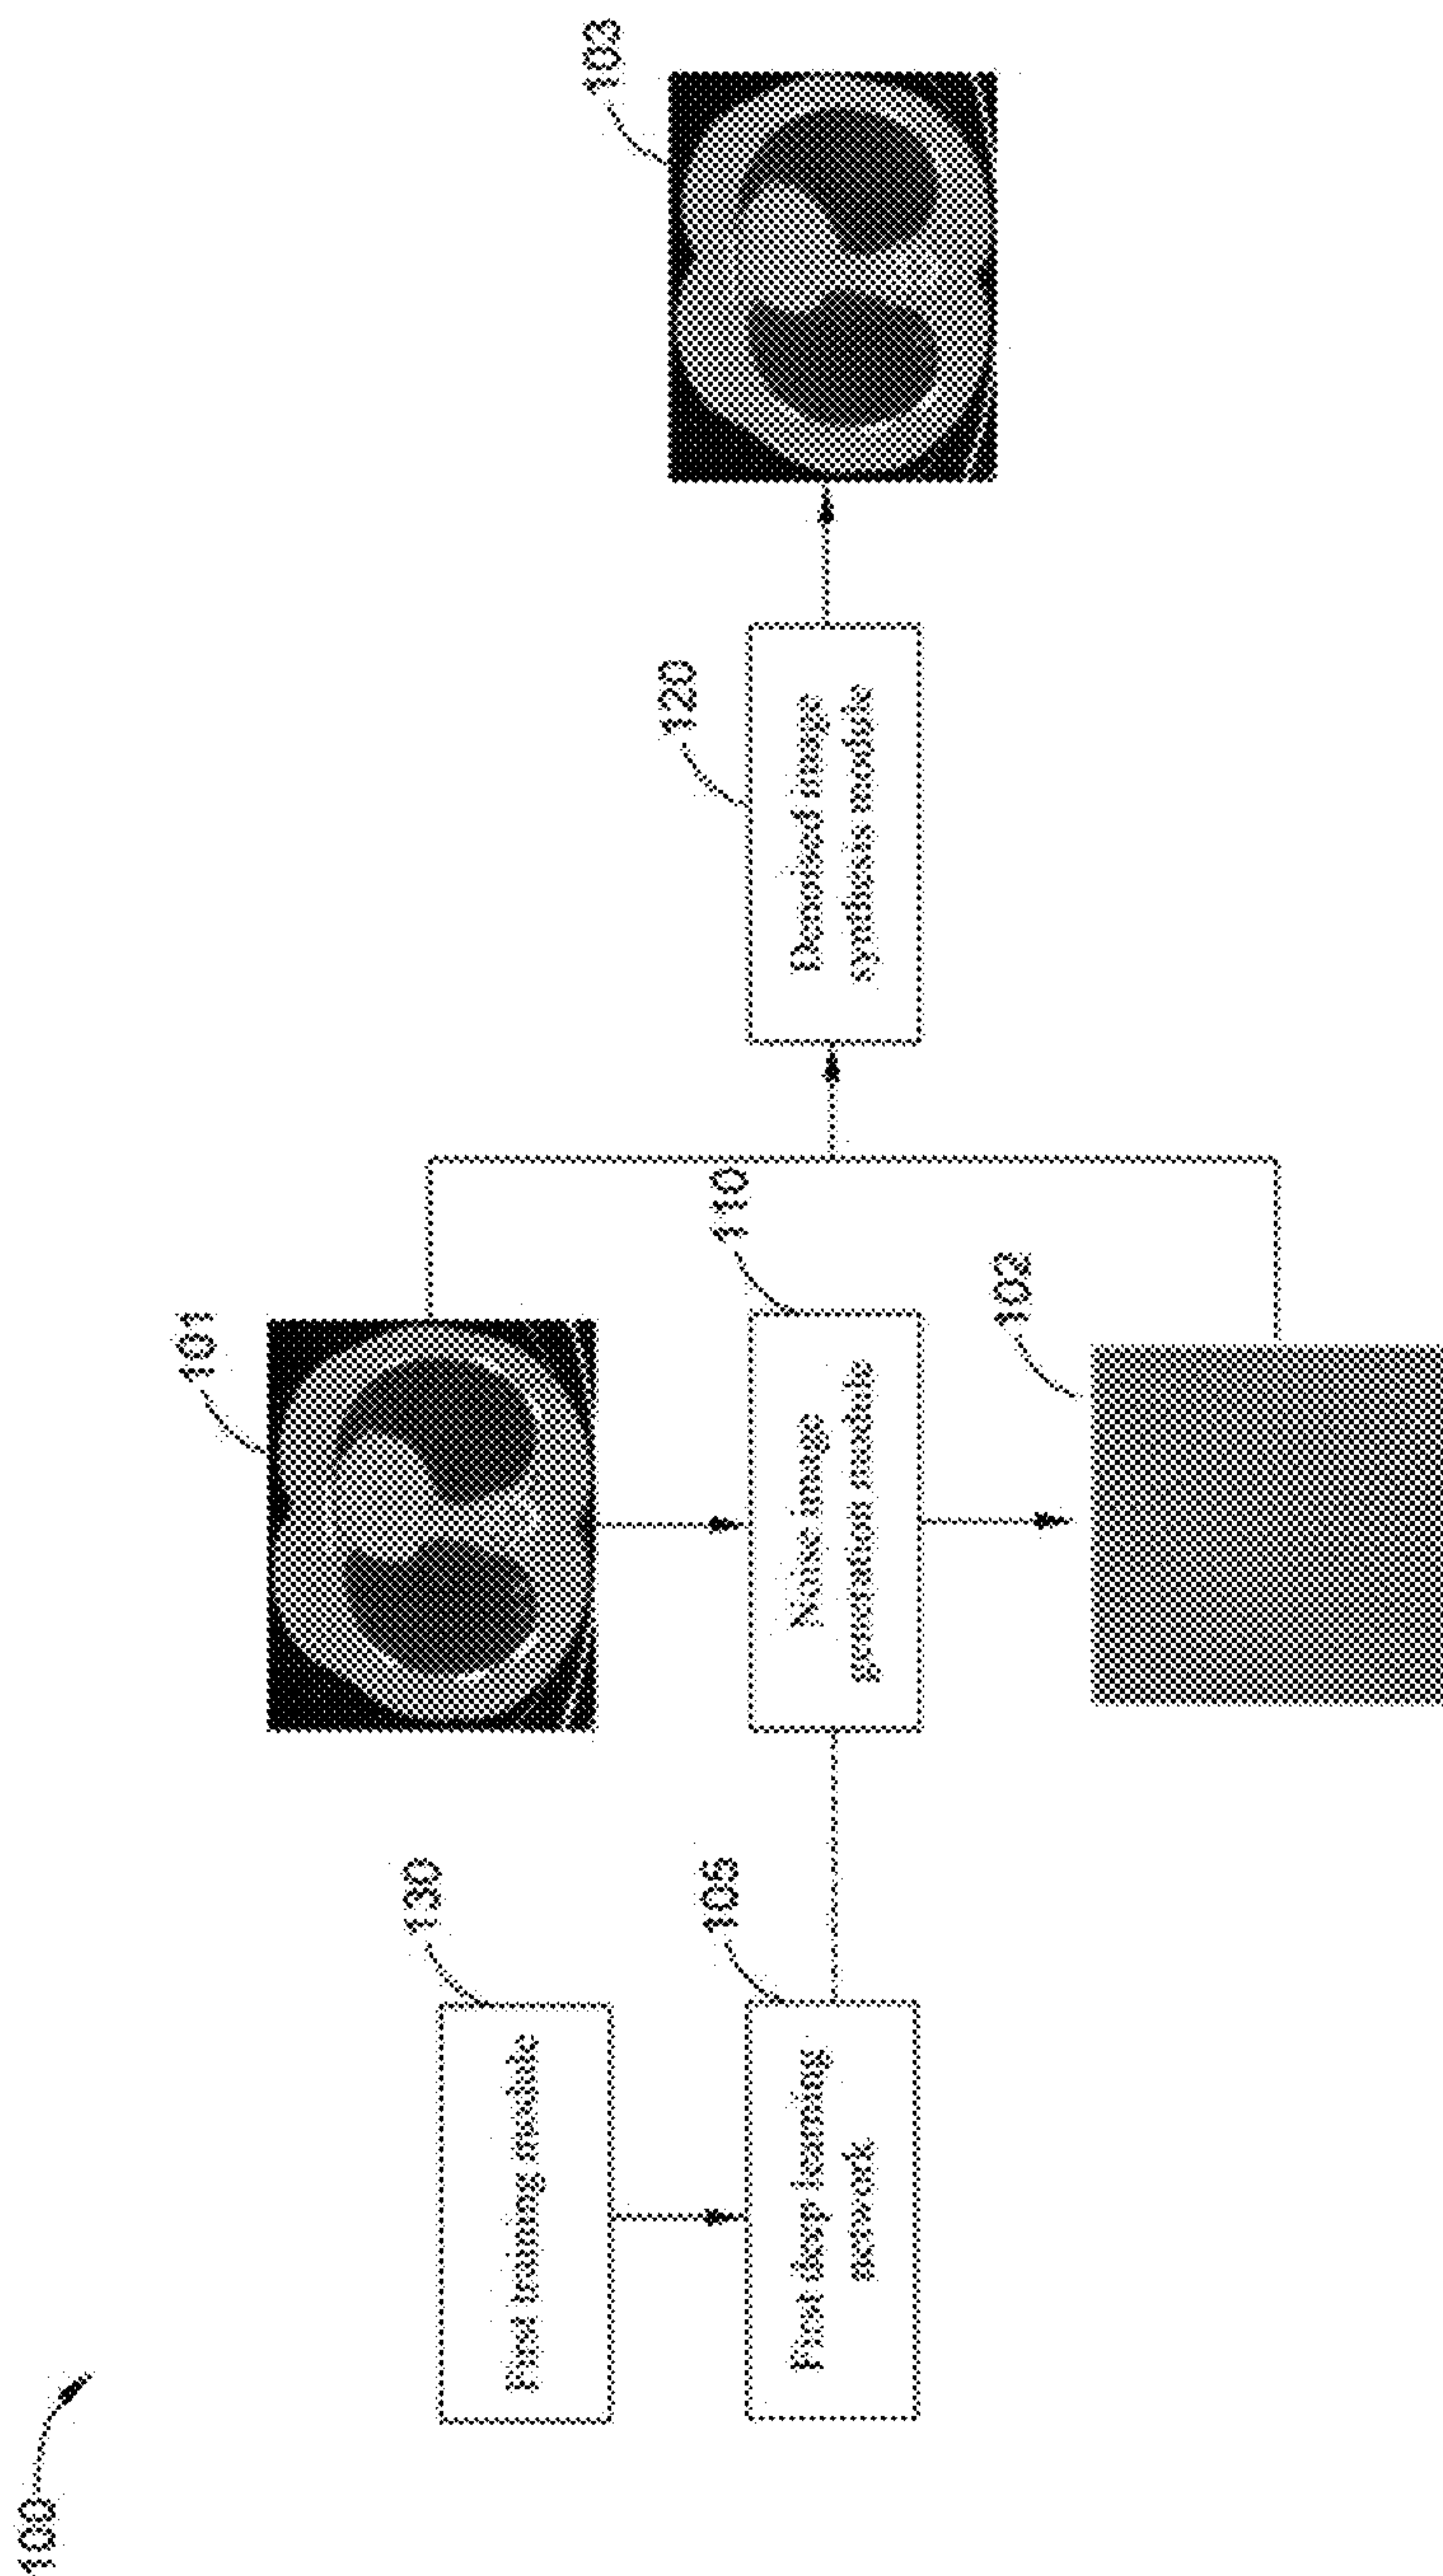 100
130
First training module
105
First deep learning
network
101
110
Noise image
generation module
102
120
Denoised image
synthesis module
103